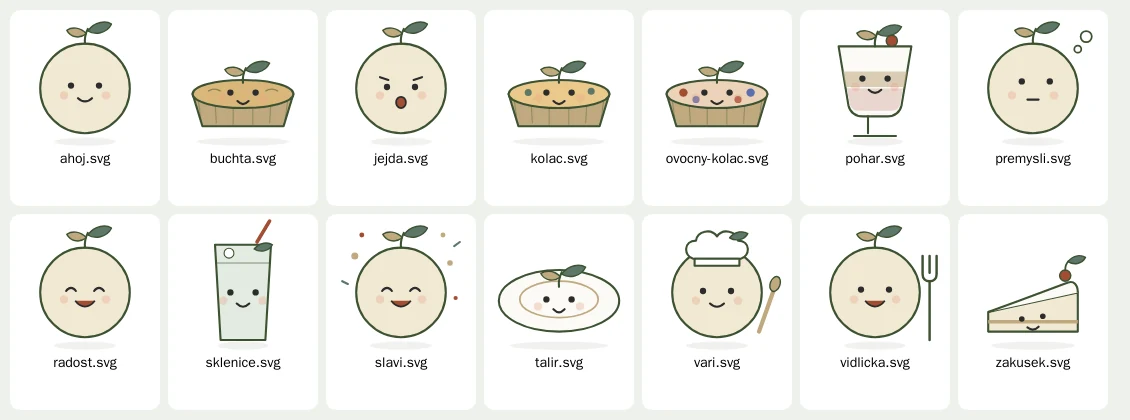 ahoj.svg
buchta.svg
jejda.svg
kolac.svg
ovocny-kolac.svg
pohar.svg
premysli.svg
radost.svg
sklenice.svg
slavi.svg
talir.svg
vari.svg
vidlicka.svg
zakusek.svg